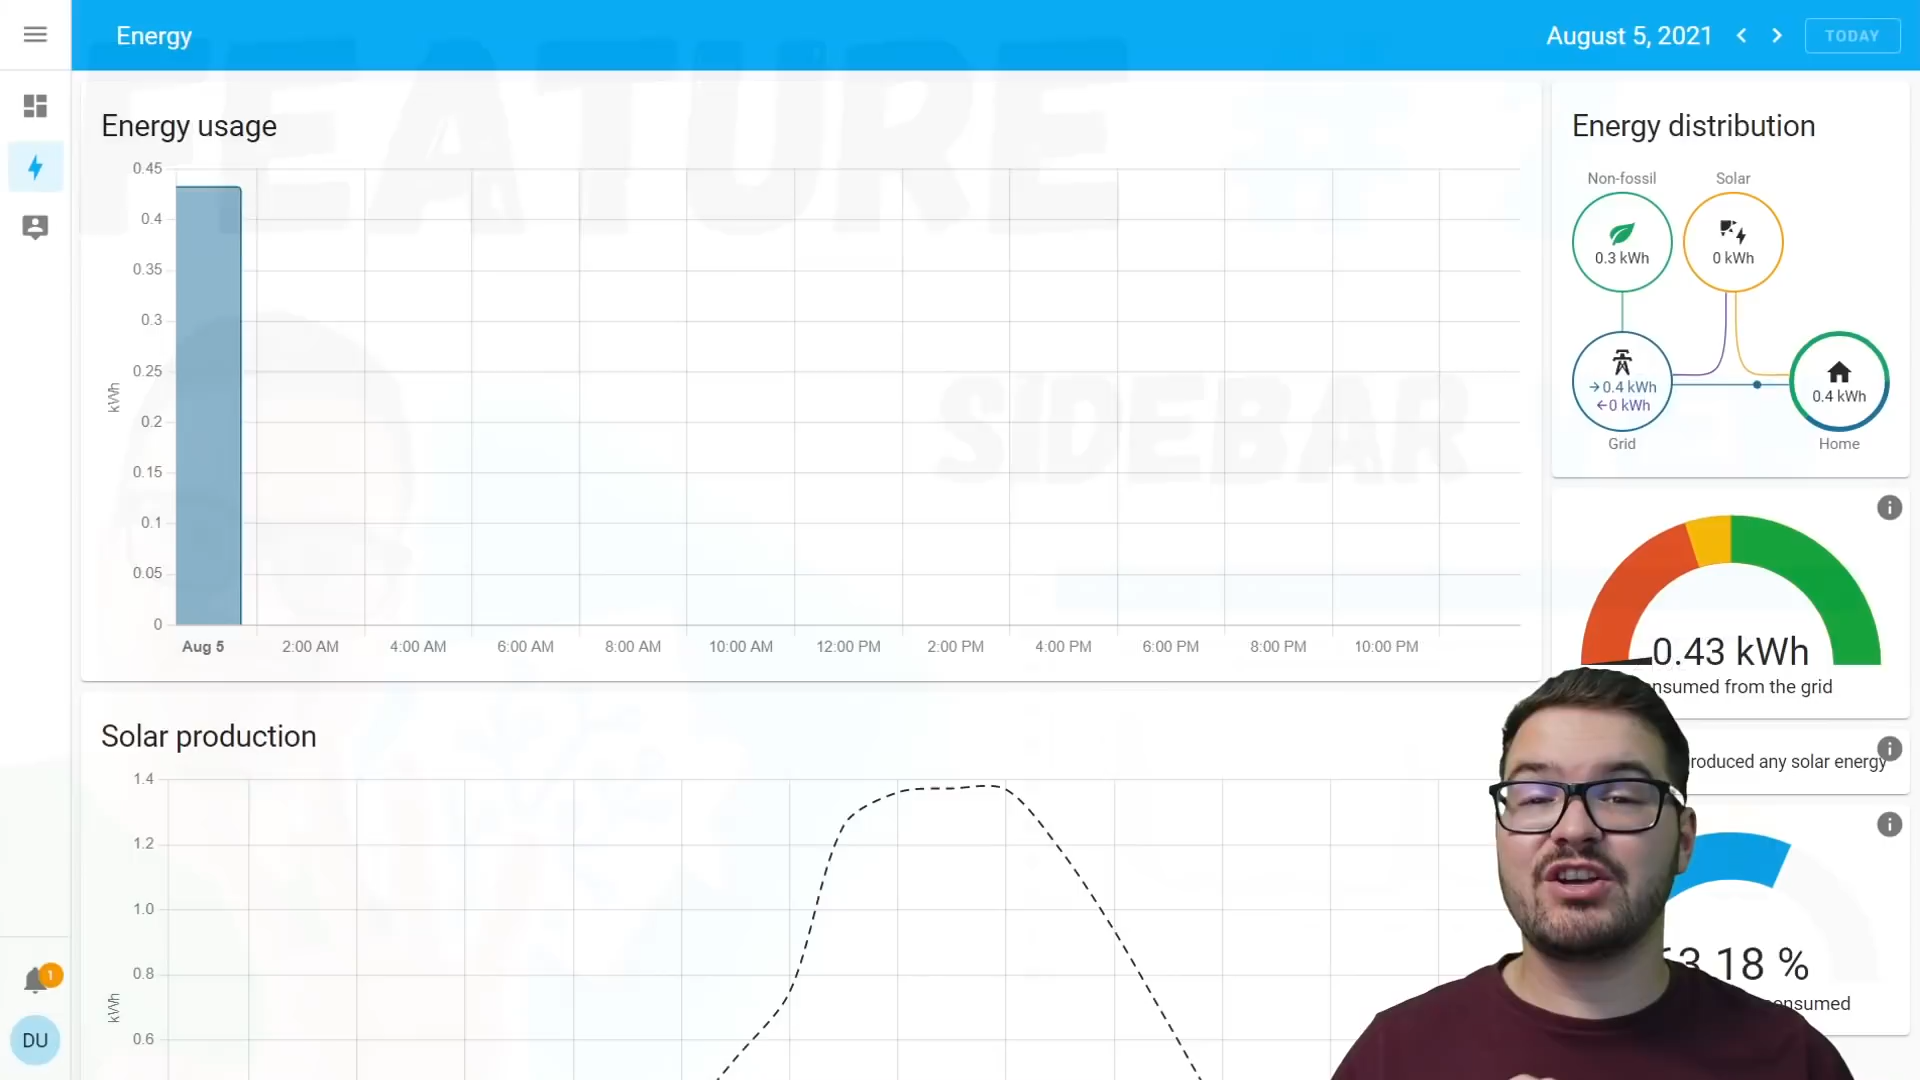 Energy
August 5, 2021
TODAY
FEATURE #
SIDEBAR
Energy usage
0.45
0.4
0.35
0.3
0.25
0.2
0.15
0.1
0.05
0
kWh
Aug 5
2:00 AM
4:00 AM
6:00 AM
8:00 AM
10:00 AM
12:00 PM
2:00 PM
4:00 PM
6:00 PM
8:00 PM
10:00 PM
Energy distribution
Non-fossil
Solar
0.3 kWh
0 kWh
→0.4 kWh
←0 kWh
0.4 kWh
Grid
Home
0.43 kWh
nsumed from the grid
roduced any solar energy
3.18 %
onsumed
Solar production
1.4
1.2
1.0
0.8
0.6
kWh
1
DU